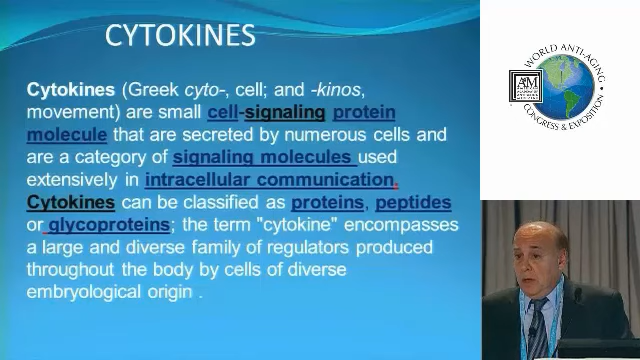 CYTOKINES
Cytokines (Greek cyto-, cell; and -kinos,
movement) are small cell-signaling protein
molecule that are secreted by numerous cells and
are a category of signaling molecules used
extensively in intracellular communication.
Cytokines can be classified as proteins, peptides
or glycoproteins; the term "cytokine" encompasses
a large and diverse family of regulators produced
throughout the body by cells of diverse
embryological origin .
WORLD ANTI-AGING
CONGRESS & EXPOSITION